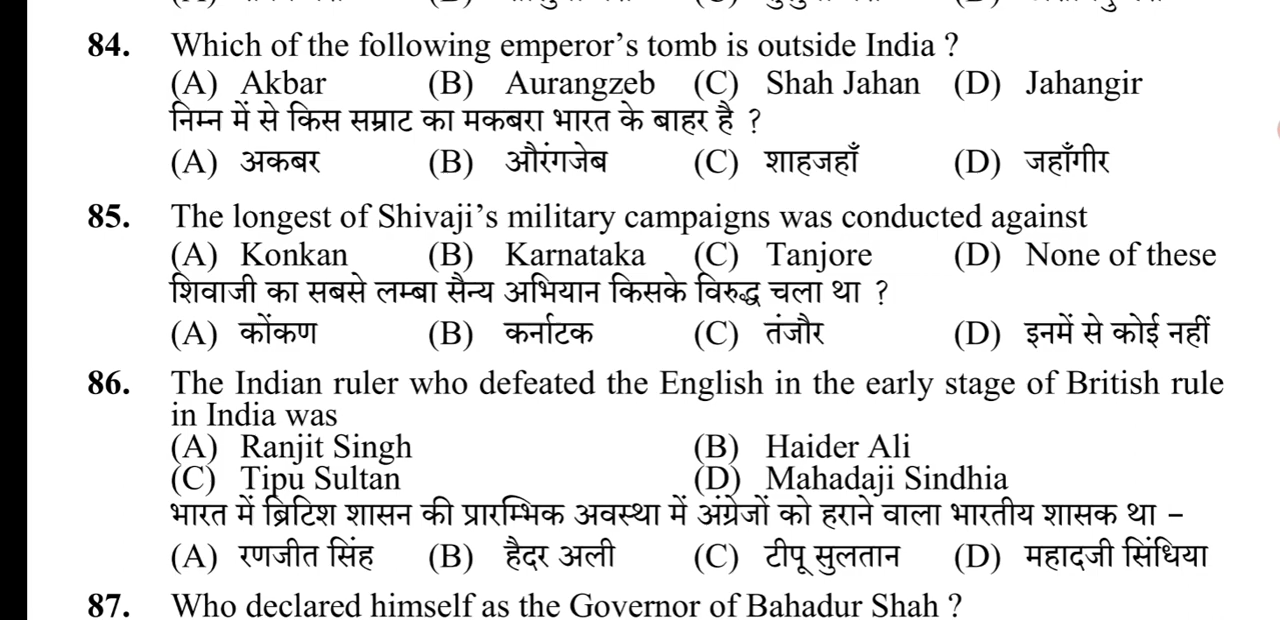 84. Which of the following emperor’s tomb is outside India ?
(A) Akbar (B) Aurangzeb (C) Shah Jahan (D) Jahangir
निम्न में से किस सम्राट का मकबरा भारत के बाहर है ?
(A) अकबर (B) औरंगजेब (C) शाहजहाँ (D) जहाँगीर
85. The longest of Shivaji’s military campaigns was conducted against
(A) Konkan (B) Karnataka (C) Tanjore (D) None of these
शिवाजी का सबसे लम्बा सैन्य अभियान किसके विरुद्ध चला था ?
(A) कोंकण (B) कर्नाटक (C) तंजौर (D) इनमें से कोई नहीं
86. The Indian ruler who defeated the English in the early stage of British rule
in India was
(A) Ranjit Singh (B) Haider Ali
(C) Tipu Sultan (D) Mahadaji Sindhia
भारत में ब्रिटिश शासन की प्रारम्भिक अवस्था में अंग्रेजों को हराने वाला भारतीय शासक था –
(A) रणजीत सिंह (B) हैदर अली (C) टीपू सुलतान (D) महादजी सिंधिया
87. Who declared himself as the Governor of Bahadur Shah ?